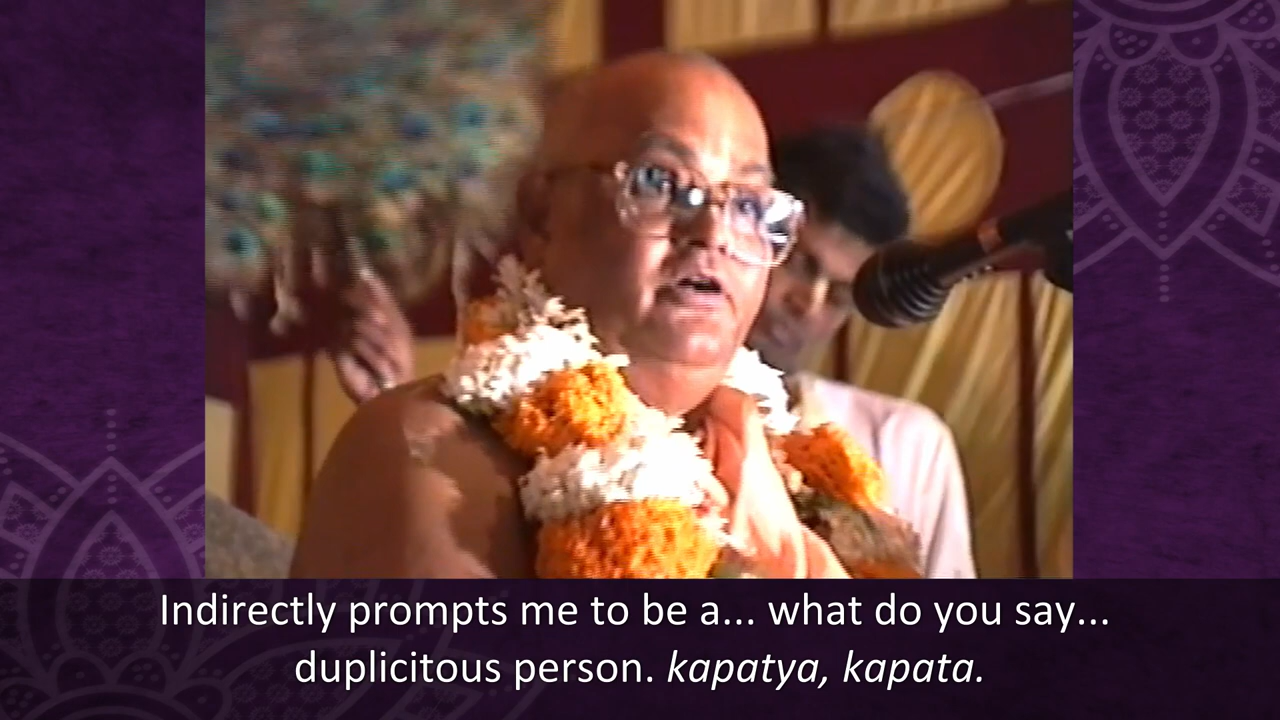 Indirectly prompts me to be a... what do you say...
duplicitous person. kapatya, kapata.